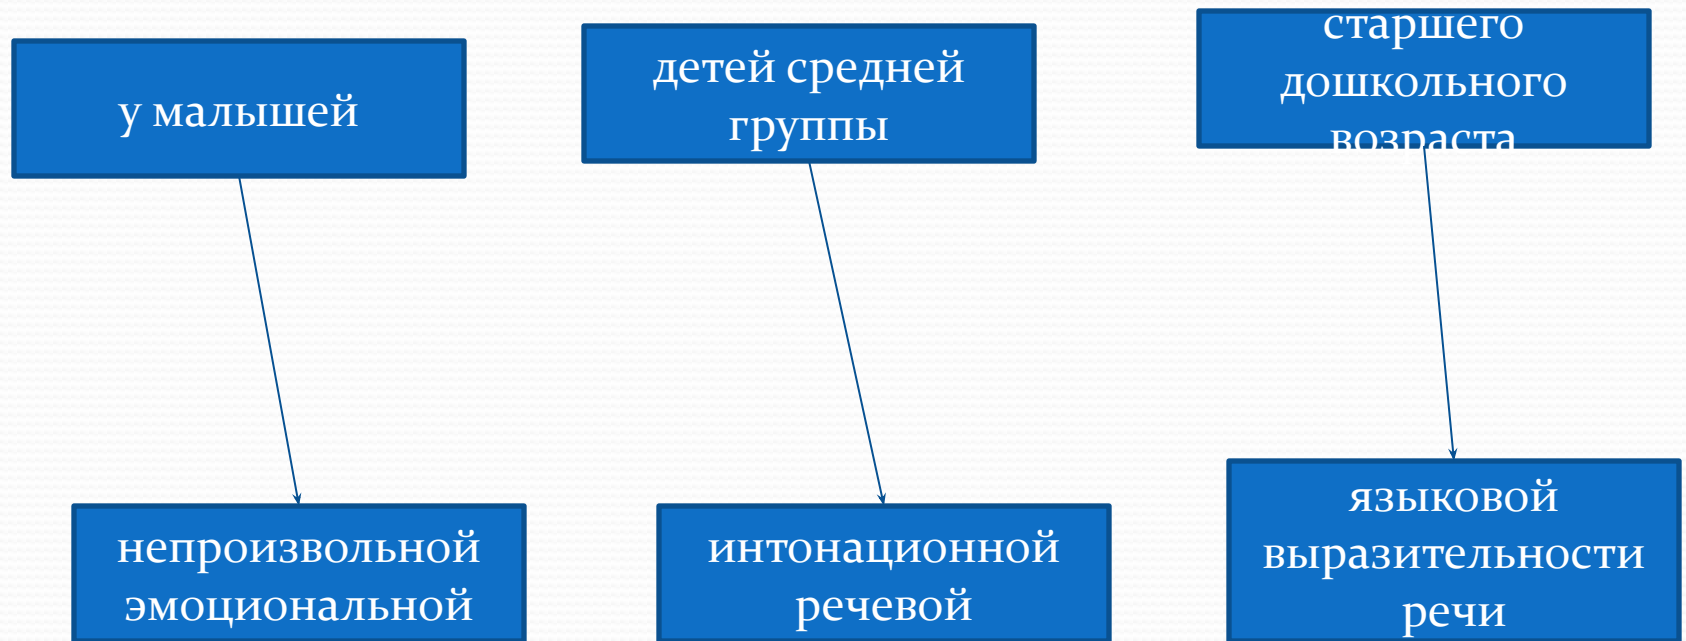 у малышей
детей средней
группы
старшего
дошкольного
возраста
непроизвольной
эмоциональной
интонационной
речевой
языковой
выразительности
речи